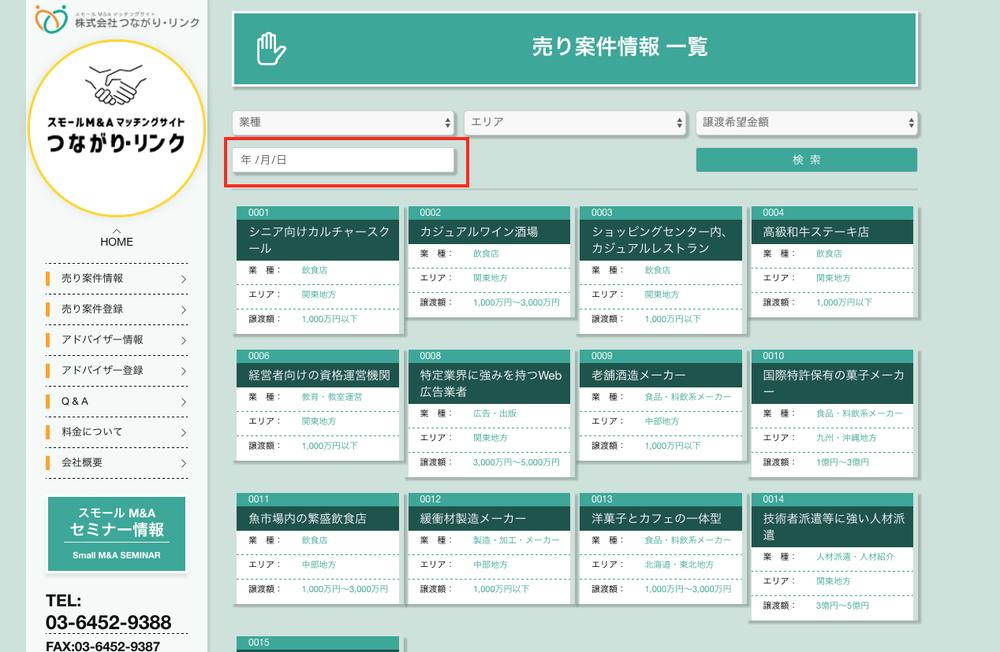 スモール M&A マッチングサイト
株式会社つながり・リンク
スモールM&Aマッチングサイト
つながり・リンク
HOME
売り案件情報
売り案件登録
アドバイザー情報
アドバイザー登録
Q & A
料金について
会社概要
スモール M&A
セミナー情報
Small M&A SEMINAR
TEL:
03-6452-9388
FAX:03-6452-9387
売り案件情報 一覧
業種
エリア
譲渡希望金額
年 /月/日
検 索
0001
シニア向けカルチャースク
ール
業 種: 飲食店
エリア: 関東地方
譲渡額: 1,000万円以下
0002
カジュアルワイン酒場
業 種: 飲食店
エリア: 関東地方
譲渡額: 1,000万円〜3,000万円
0003
ショッピングセンター内、
カジュアルレストラン
業 種: 飲食店
エリア: 関東地方
譲渡額: 1,000万円以下
0004
高級和牛ステーキ店
業 種: 飲食店
エリア: 関東地方
譲渡額: 1,000万円以下
0006
経営者向けの資格運営機関
業 種: 教育・教室運営
エリア: 関東地方
譲渡額: 1,000万円以下
0008
特定業界に強みを持つWeb
広告業者
業 種: 広告・出版
エリア: 関東地方
譲渡額: 3,000万円〜5,000万円
0009
老舗酒造メーカー
業 種: 食品・料飲系メーカー
エリア: 中部地方
譲渡額: 1,000万円以下
0010
国際特許保有の菓子メーカ
ー
業 種: 食品・料飲系メーカー
エリア: 九州・沖縄地方
譲渡額: 1億円〜3億円
0011
魚市場内の繁盛飲食店
業 種: 飲食店
エリア: 中部地方
譲渡額: 1,000万円〜3,000万円
0012
緩衝材製造メーカー
業 種: 製造・加工・メーカー
エリア: 中部地方
譲渡額: 1,000万円以下
0013
洋菓子とカフェの一体型
業 種: 食品・料飲系メーカー
エリア: 北海道・東北地方
譲渡額: 1,000万円〜3,000万円
0014
技術者派遣等に強い人材派
遣
業 種: 人材派遣・人材紹介
エリア: 関東地方
譲渡額: 3億円〜5億円
0015